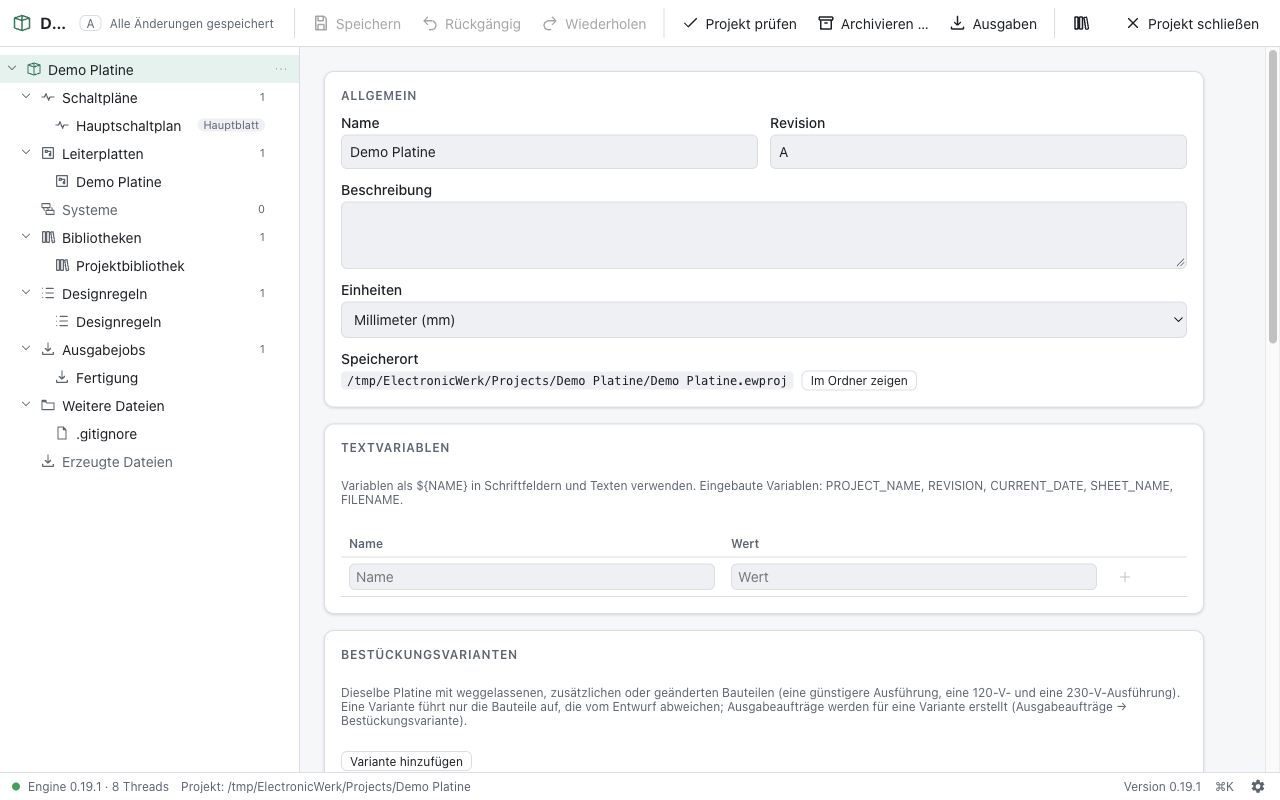 D... A Alle Änderungen gespeichert Speichern Rückgängig Wiederholen Projekt prüfen Archivieren ... Ausgaben Projekt schließen
Demo Platine ...
Schaltpläne 1
Hauptschaltplan Hauptblatt
Leiterplatten 1
Demo Platine
Systeme 0
Bibliotheken 1
Projektbibliothek
Designregeln 1
Designregeln
Ausgabejobs 1
Fertigung
Weitere Dateien
.gitignore
Erzeugte Dateien
ALLGEMEIN
Name Revision
Demo Platine A
Beschreibung
Einheiten
Millimeter (mm)
Speicherort
/tmp/ElectronicWerk/Projects/Demo Platine/Demo Platine.ewproj Im Ordner zeigen
TEXTVARIABLEN
Variablen als ${NAME} in Schriftfeldern und Texten verwenden. Eingebaute Variablen: PROJECT_NAME, REVISION, CURRENT_DATE, SHEET_NAME,
FILENAME.
Name Wert
Name Wert +
BESTÜCKUNGSVARIANTEN
Dieselbe Platine mit weggelassenen, zusätzlichen oder geänderten Bauteilen (eine günstigere Ausführung, eine 120-V- und eine 230-V-Ausführung).
Eine Variante führt nur die Bauteile auf, die vom Entwurf abweichen; Ausgabeaufträge werden für eine Variante erstellt (Ausgabeaufträge →
Bestückungsvariante).
Variante hinzufügen
Engine 0.19.1 · 8 Threads Projekt: /tmp/ElectronicWerk/Projects/Demo Platine Version 0.19.1 ⌘K